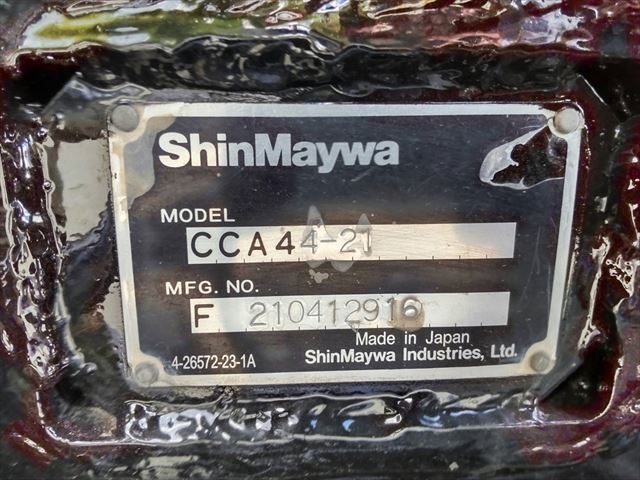 ShinMaywa
MODEL
CCA44-21
MFG. NO.
F 210412916
Made in Japan
4-26572-23-1A ShinMaywa Industries, Ltd.